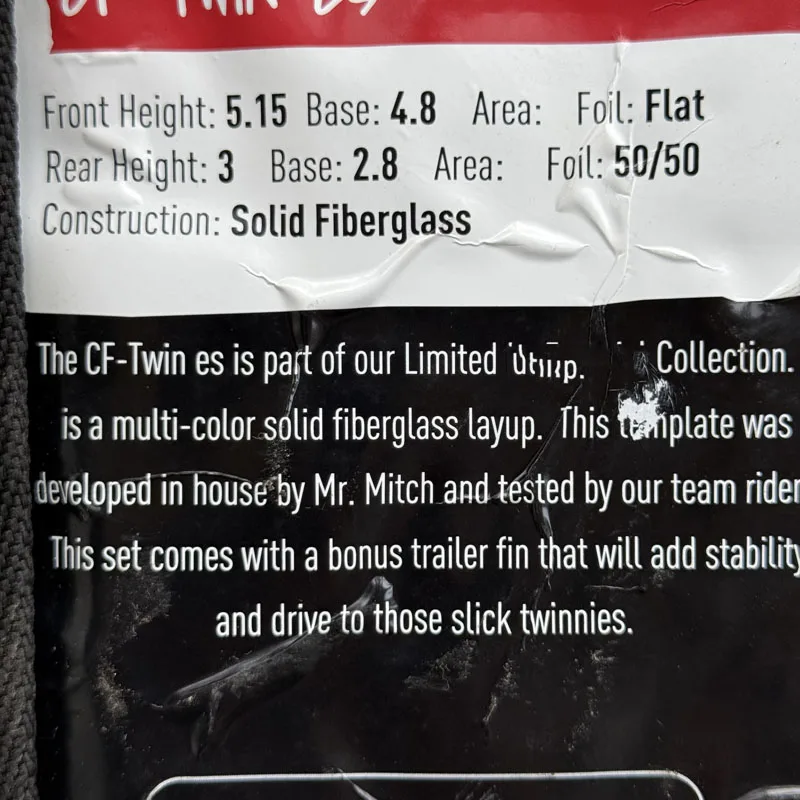 CF-TWIN es
Front Height: 5.15 Base: 4.8 Area: Foil: Flat
Rear Height: 3 Base: 2.8 Area: Foil: 50/50
Construction: Solid Fiberglass
The CF-Twin es is part of our Limited Collection.
is a multi-color solid fiberglass layup. This template was
developed in house by Mr. Mitch and tested by our team rider
This set comes with a bonus trailer fin that will add stability
and drive to those slick twinnies.